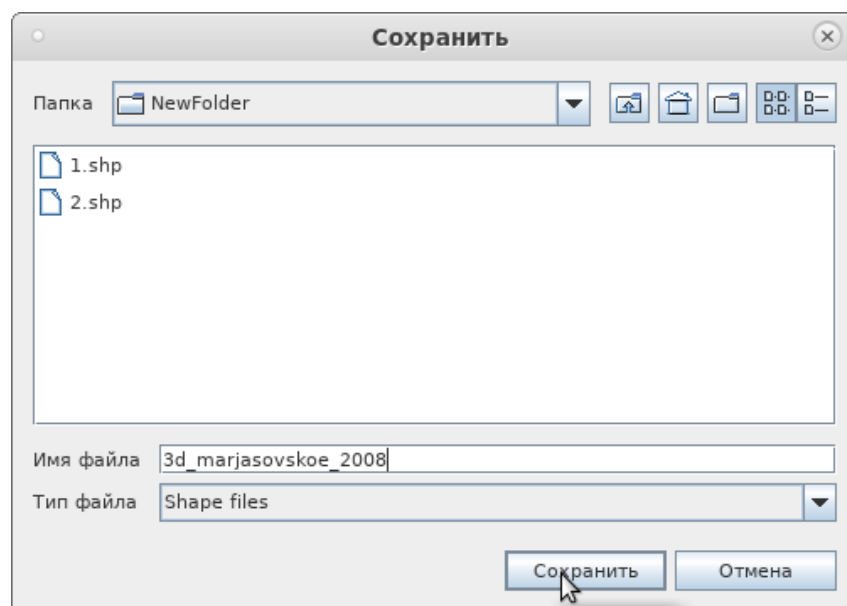 Сохранить
Папка NewFolder
1.shp
2.shp
Имя файла 3d_marjasovskoe_2008
Тип файла Shape files
Сохранить Отмена